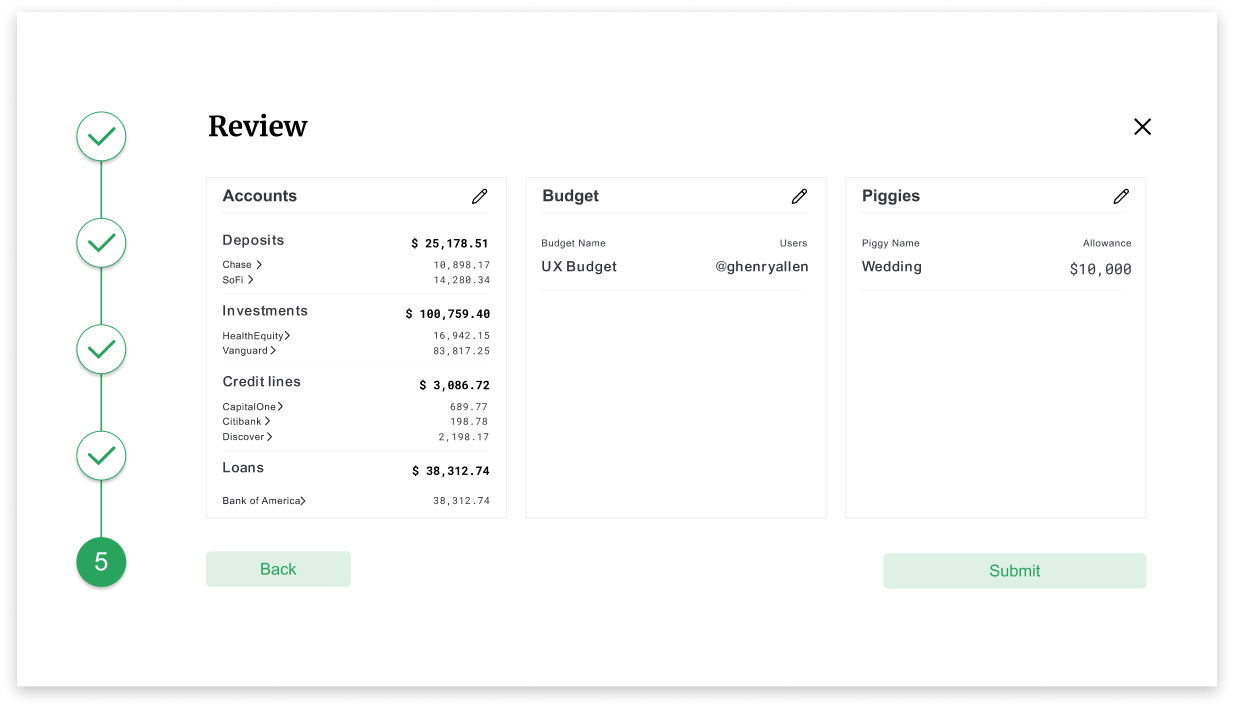 Review
Accounts
Deposits $ 25,178.51
Chase 10,898.17
SoFi 14,280.34
Investments $ 100,759.40
HealthEquity 16,942.15
Vanguard 83,817.25
Credit lines $ 3,086.72
CapitalOne 689.77
Citibank 198.78
Discover 2,198.17
Loans $ 38,312.74
Bank of America 38,312.74
Budget
Budget Name Users
UX Budget @ghenryallen
Piggies
Piggy Name Allowance
Wedding $10,000
5
Back
Submit